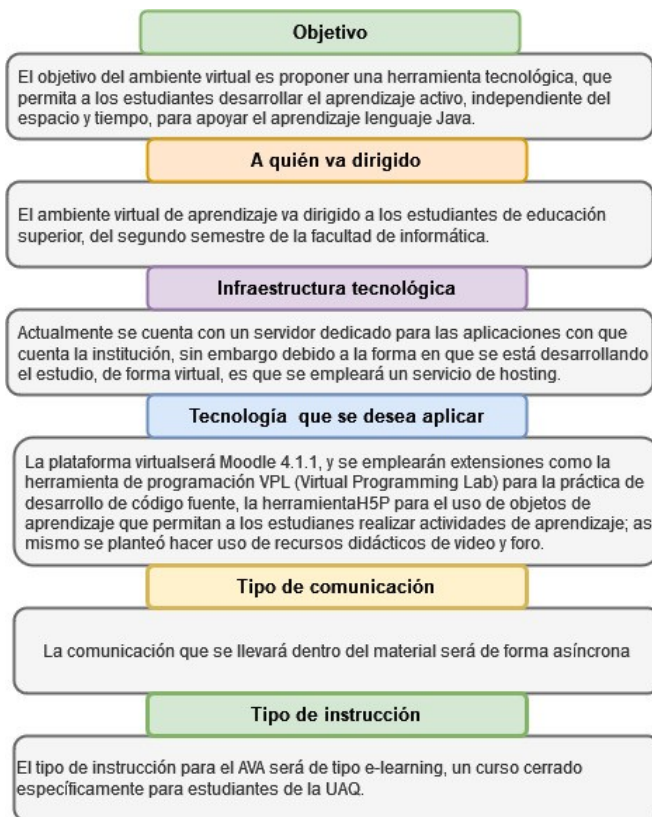 Objetivo
El objetivo del ambiente virtual es proponer una herramienta tecnológica, que
permita a los estudiantes desarrollar el aprendizaje activo, independiente del
espacio y tiempo, para apoyar el aprendizaje lenguaje Java.
A quién va dirigido
El ambiente virtual de aprendizaje va dirigido a los estudiantes de educación
superior, del segundo semestre de la facultad de informática.
Infraestructura tecnológica
Actualmente se cuenta con un servidor dedicado para las aplicaciones con que
cuenta la institución, sin embargo debido a la forma en que se está desarrollando
el estudio, de forma virtual, es que se empleará un servicio de hosting.
Tecnología que se desea aplicar
La plataforma virtualserá Moodle 4.1.1, y se emplearán extensiones como la
herramienta de programación VPL (Virtual Programming Lab) para la práctica de
desarrollo de código fuente, la herramientaH5P para el uso de objetos de
aprendizaje que permitan a los estudianes realizar actividades de aprendizaje; as
mismo se planteó hacer uso de recursos didácticos de video y foro.
Tipo de comunicación
La comunicación que se llevará dentro del material será de forma asíncrona
Tipo de instrucción
El tipo de instrucción para el AVA será de tipo e-learning, un curso cerrado
específicamente para estudiantes de la UAQ.